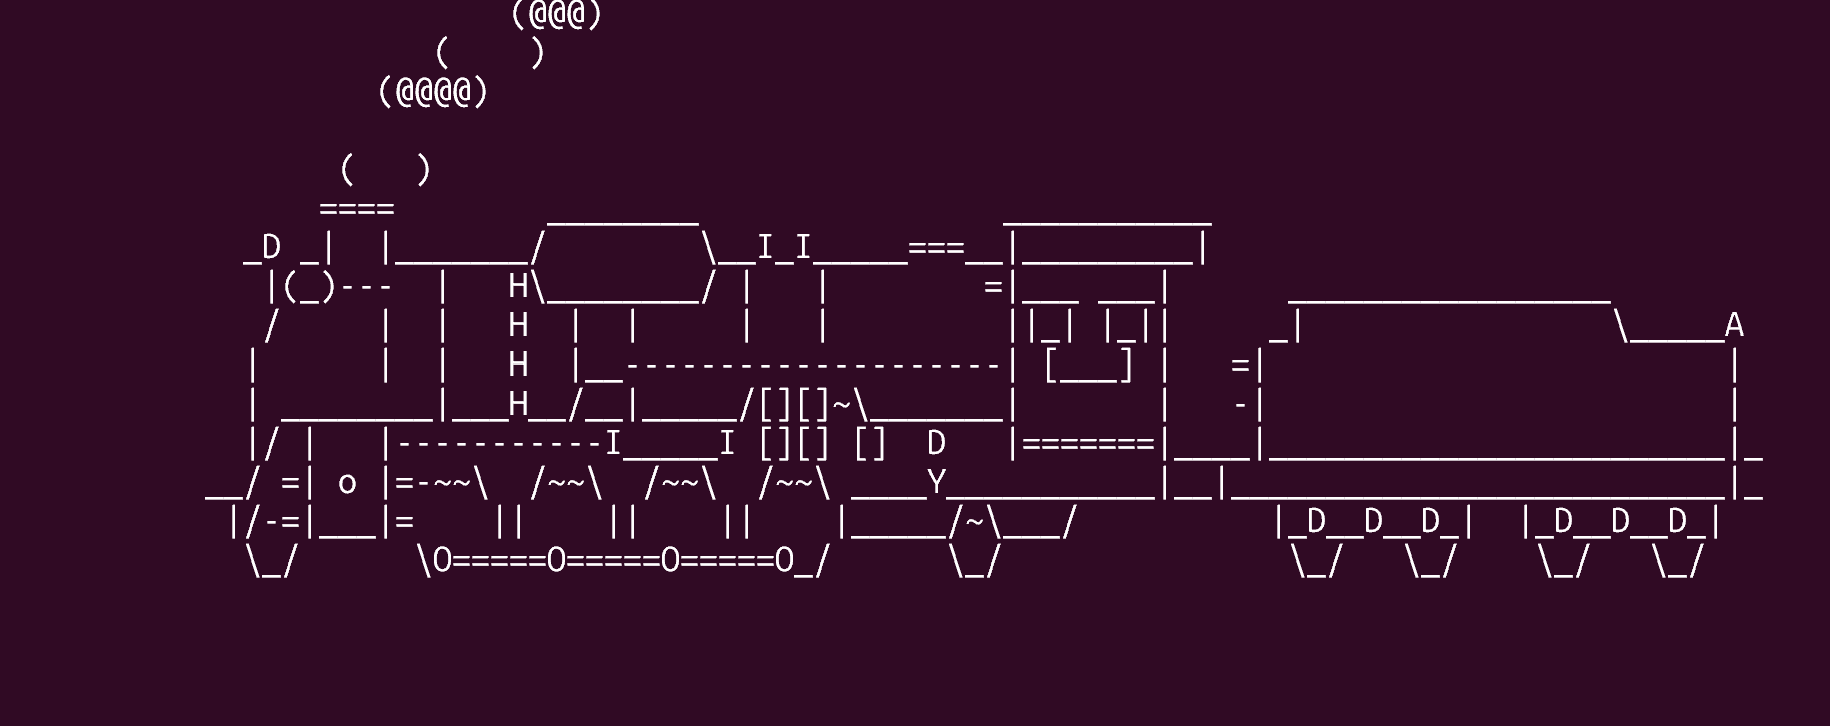 (@@@)
                       (    )
                    (@@@@)

                  (   )
                 ====        ________                ___________
             _D _|  |_______/        \__I_I_____===__|_________|
              |(_)---  |   H\________/ |   |        =|___ ___|      _________________
              /     |  |   H  |  |     |   |         ||_| |_||     _|                \_____A
             |      |  |   H  |__--------------------| [___] |   =|                        |
             | ________|___H__/__|_____/[][]~\_______|       |   -|                        |
             |/ |   |-----------I_____I [][] []  D   |=======|____|________________________|_
           __/ =| o |=-~~\  /~~\  /~~\  /~~\ ____Y___________|__|__________________________|_
            |/-=|___|=    ||    ||    ||    |_____/~\___/          |_D__D__D_|  |_D__D__D_|
             \_/      \O=====O=====O=====O_/      \_/               \_/   \_/    \_/   \_/